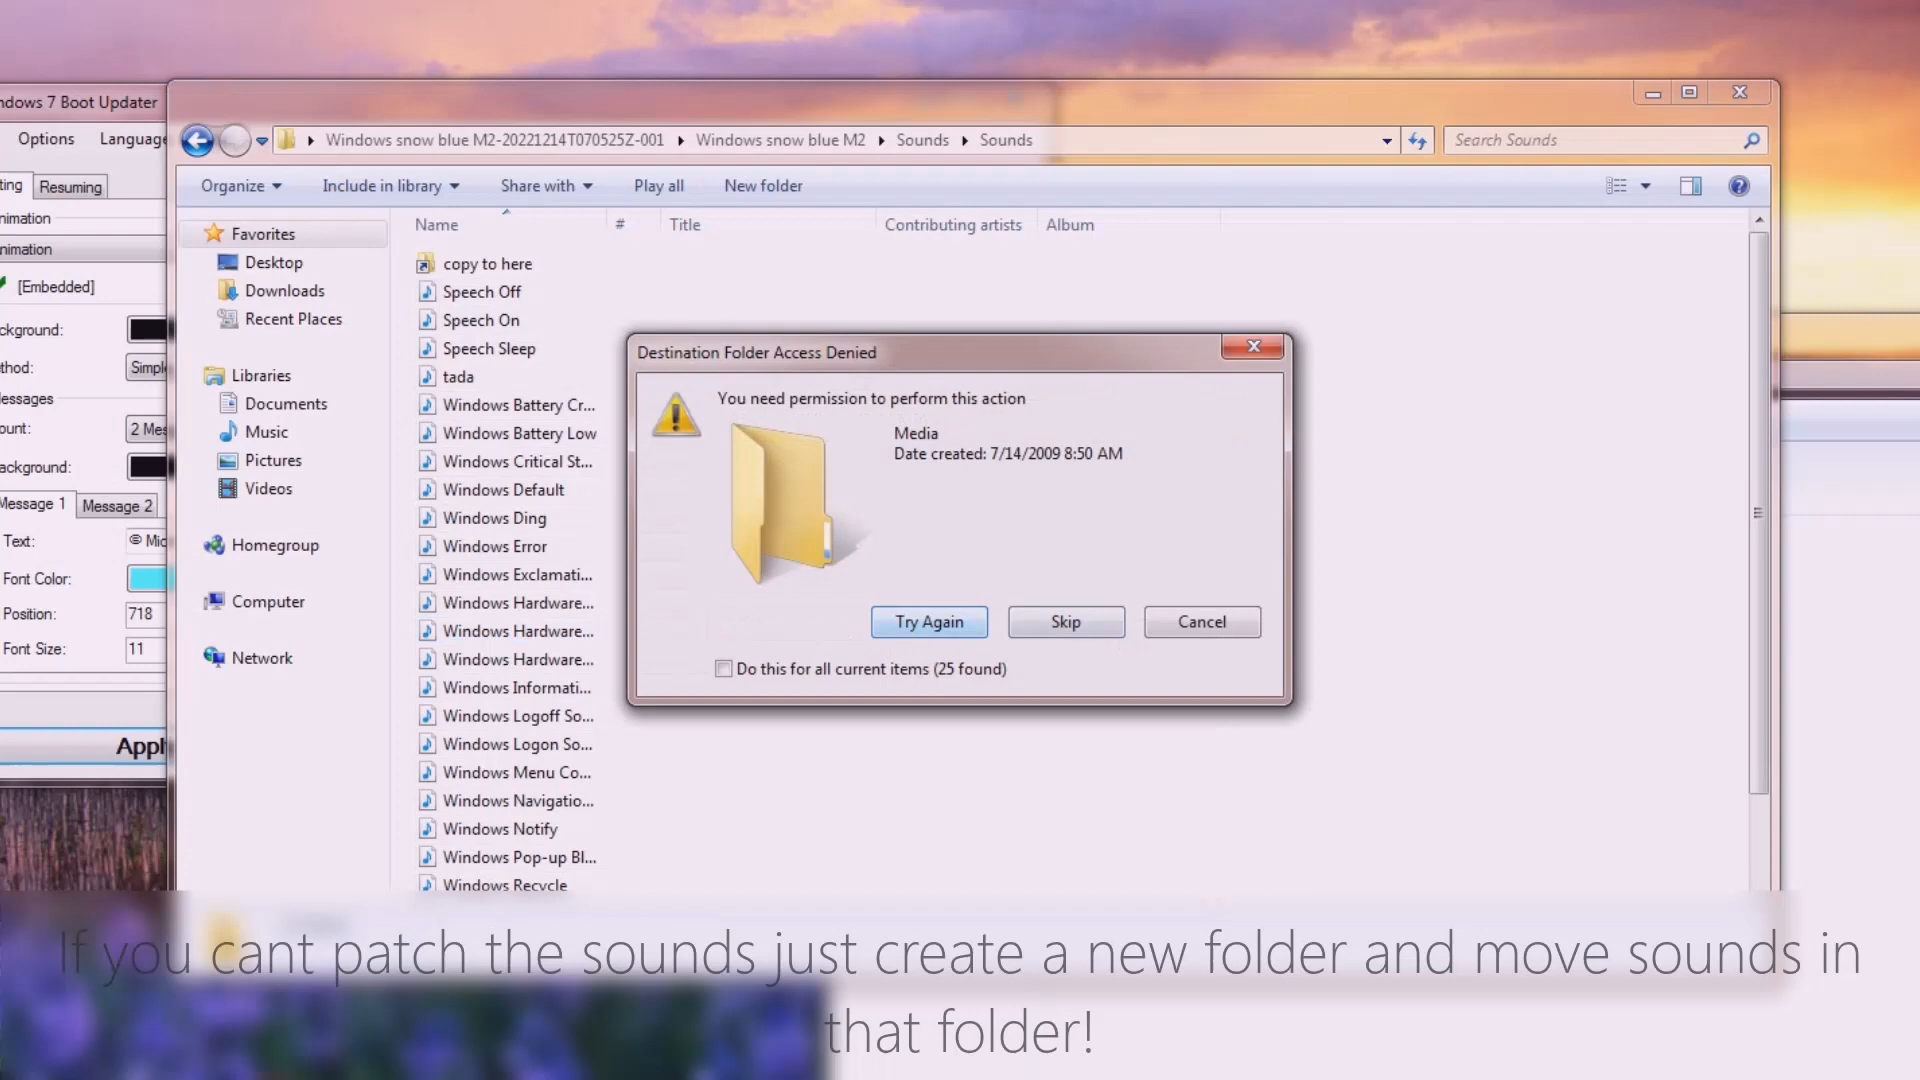 ndows 7 Boot Updater
Options
Language
ting
Resuming
nimation
nimation
[Embedded]
ckground:
thod:
Simple
essages
ount:
2 Mes
ackground:
Message 1
Message 2
Text:
© Mic
Font Color:
Position:
718
Font Size:
11
Appl
Windows snow blue M2-20221214T070525Z-001
Windows snow blue M2
Sounds
Sounds
Search Sounds
Organize
Include in library
Share with
Play all
New folder
Favorites
Desktop
Downloads
Recent Places
Libraries
Documents
Music
Pictures
Videos
Homegroup
Computer
Network
Name
#
Title
Contributing artists
Album
copy to here
Speech Off
Speech On
Speech Sleep
tada
Windows Battery Cr...
Windows Battery Low
Windows Critical St...
Windows Default
Windows Ding
Windows Error
Windows Exclamati...
Windows Hardware...
Windows Hardware...
Windows Hardware...
Windows Informati...
Windows Logoff So...
Windows Logon So...
Windows Menu Co...
Windows Navigatio...
Windows Notify
Windows Pop-up Bl...
Windows Recycle
Destination Folder Access Denied
You need permission to perform this action
Media
Date created: 7/14/2009 8:50 AM
Try Again
Skip
Cancel
Do this for all current items (25 found)
If you cant patch the sounds just create a new folder and move sounds in
that folder!